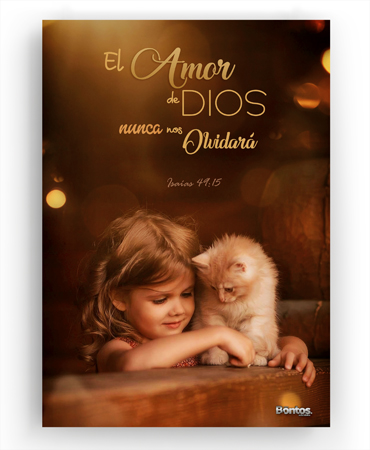 El Amor
de DIOS
nunca nos Olvidará
Isaías 49:15
Bontos.